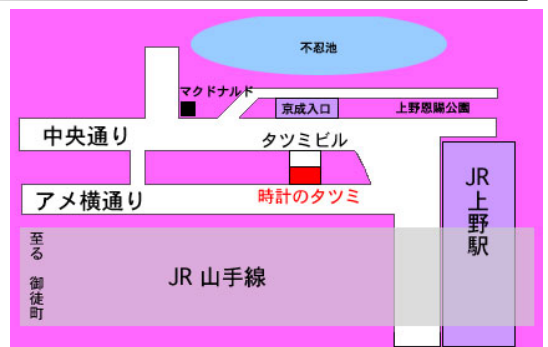 不忍池
マクドナルド
京成入口
上野恩賜公園
中央通り
タツミビル
アメ横通り
時計のタツミ
JR上野駅
至る 御徒町
JR 山手線